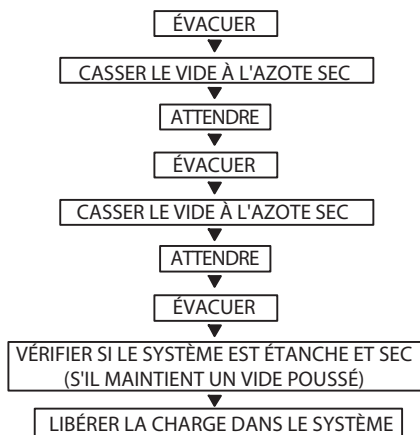 ÉVACUER
CASSER LE VIDE À L'AZOTE SEC
ATTENDRE
ÉVACUER
CASSER LE VIDE À L'AZOTE SEC
ATTENDRE
ÉVACUER
VÉRIFIER SI LE SYSTÈME EST ÉTANCHE ET SEC
(S'IL MAINTIENT UN VIDE POUSSÉ)
LIBÉRER LA CHARGE DANS LE SYSTÈME